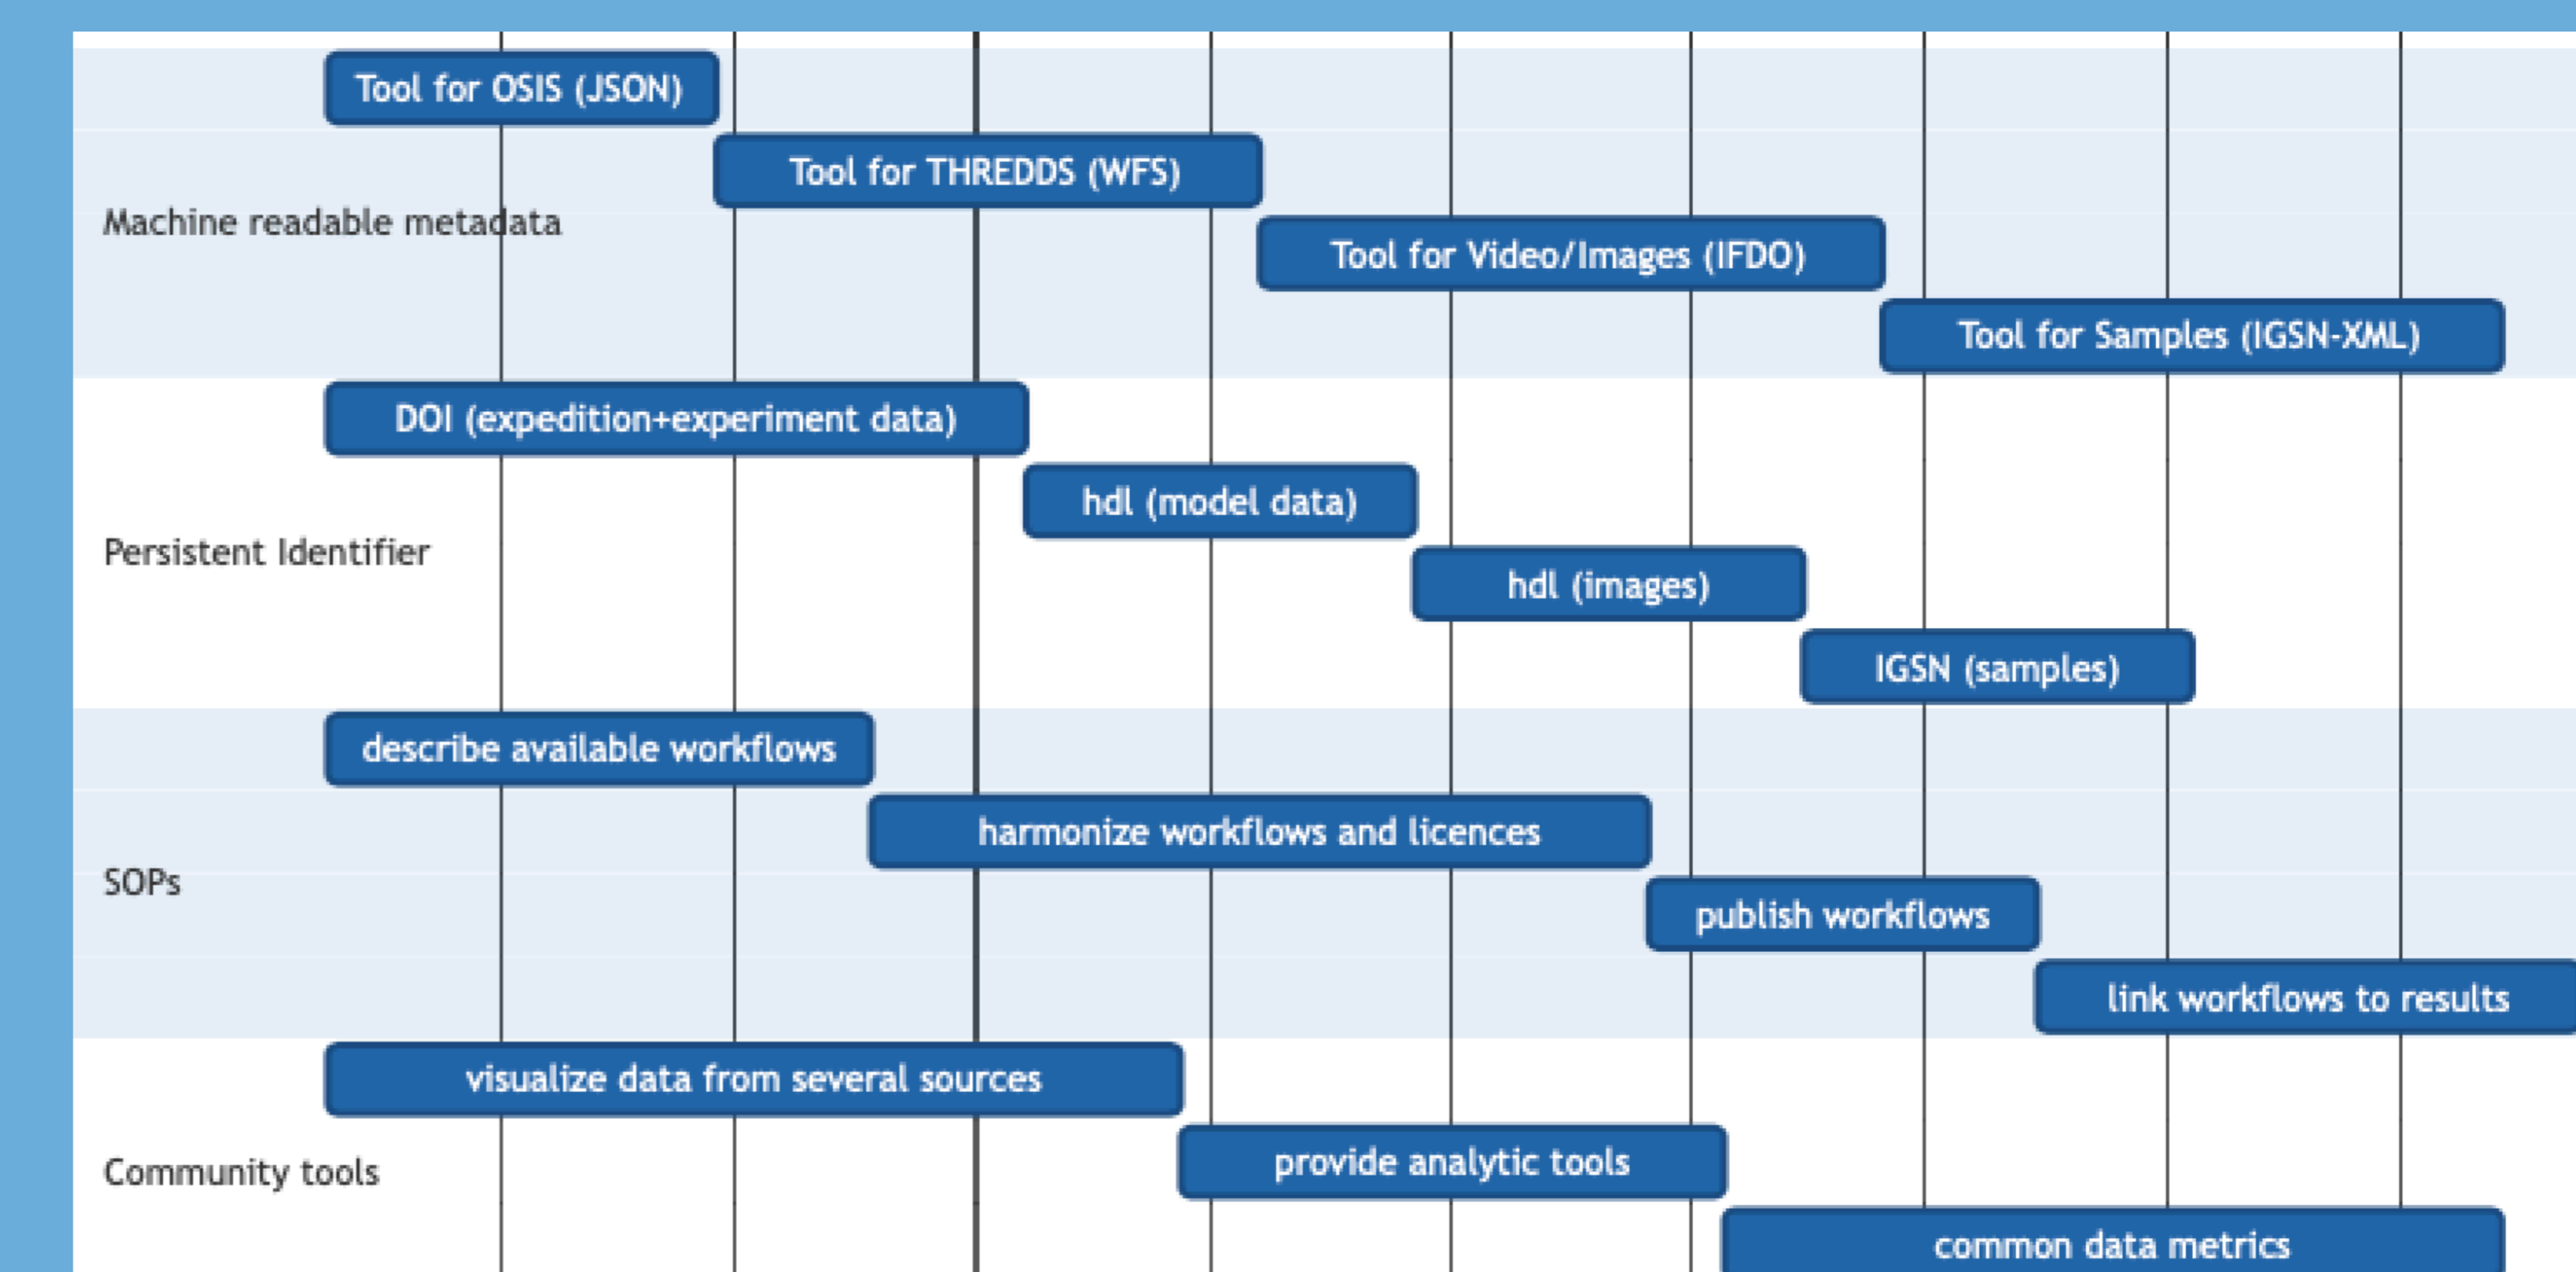 Tool for OSIS (JSON)
Tool for THREDDS (WFS)
Machine readable metadata
Tool for Video/Images (IFDO)
Tool for Samples (IGSN-XML)
DOI (expedition+experiment data)
hdl (model data)
Persistent Identifier
hdl (images)
IGSN (samples)
describe available workflows
harmonize workflows and licences
SOPs
publish workflows
link workflows to results
visualize data from several sources
provide analytic tools
Community tools
common data metrics